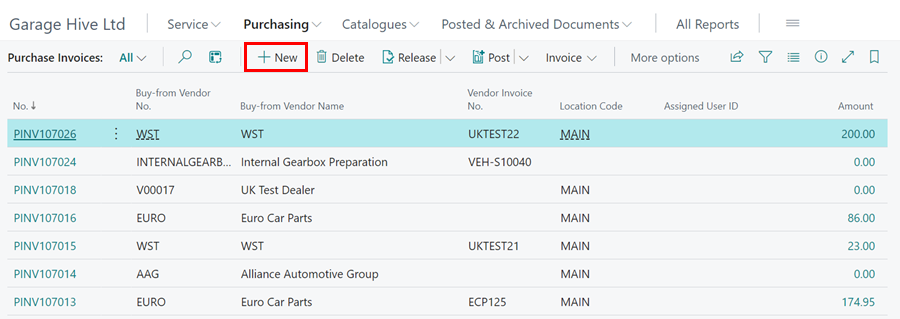 Garage Hive Ltd Service Purchasing Catalogues Posted & Archived Documents All Reports
Purchase Invoices: All New Delete Release Post Invoice More options
Buy-from Vendor Vendor Invoice
No. ↓ No. Buy-from Vendor Name No. Location Code Assigned User ID Amount
PINV107026 WST WST UKTEST22 MAIN 200.00
PINV107024 INTERNALGEARB... Internal Gearbox Preparation VEH-S10040 0.00
PINV107018 V00017 UK Test Dealer MAIN 0.00
PINV107016 EURO Euro Car Parts MAIN 86.00
PINV107015 WST WST UKTEST21 MAIN 23.00
PINV107014 AAG Alliance Automotive Group MAIN 0.00
PINV107013 EURO Euro Car Parts ECP125 MAIN 174.95